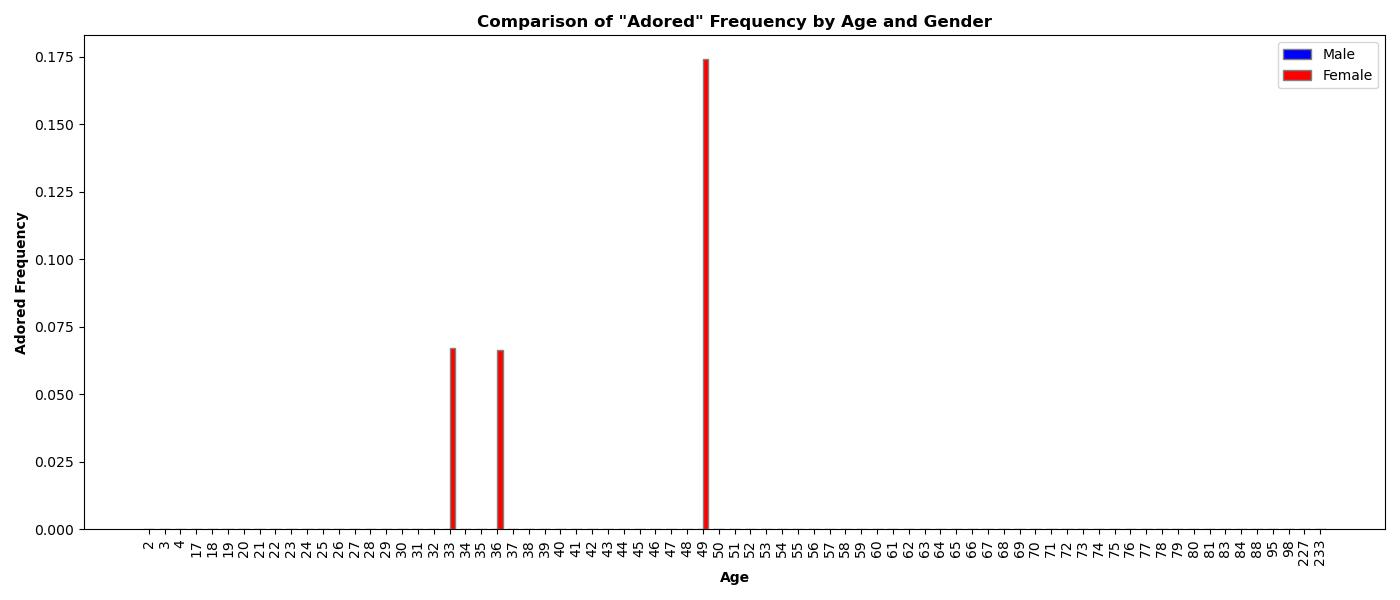 Comparison of "Adored" Frequency by Age and Gender
Male
Female
Adored Frequency
0.175
0.150
0.125
0.100
0.075
0.050
0.025
0.000
2 3 4 17 18 19 20 21 22 23 24 25 26 27 28 29 30 31 32 33 34 35 36 37 38 39 40 41 42 43 44 45 46 47 48 49 50 51 52 53 54 55 56 57 58 59 60 61 62 63 64 65 66 67 68 69 70 71 72 73 74 75 76 77 78 79 80 81 83 84 88 95 98 227 233
Age